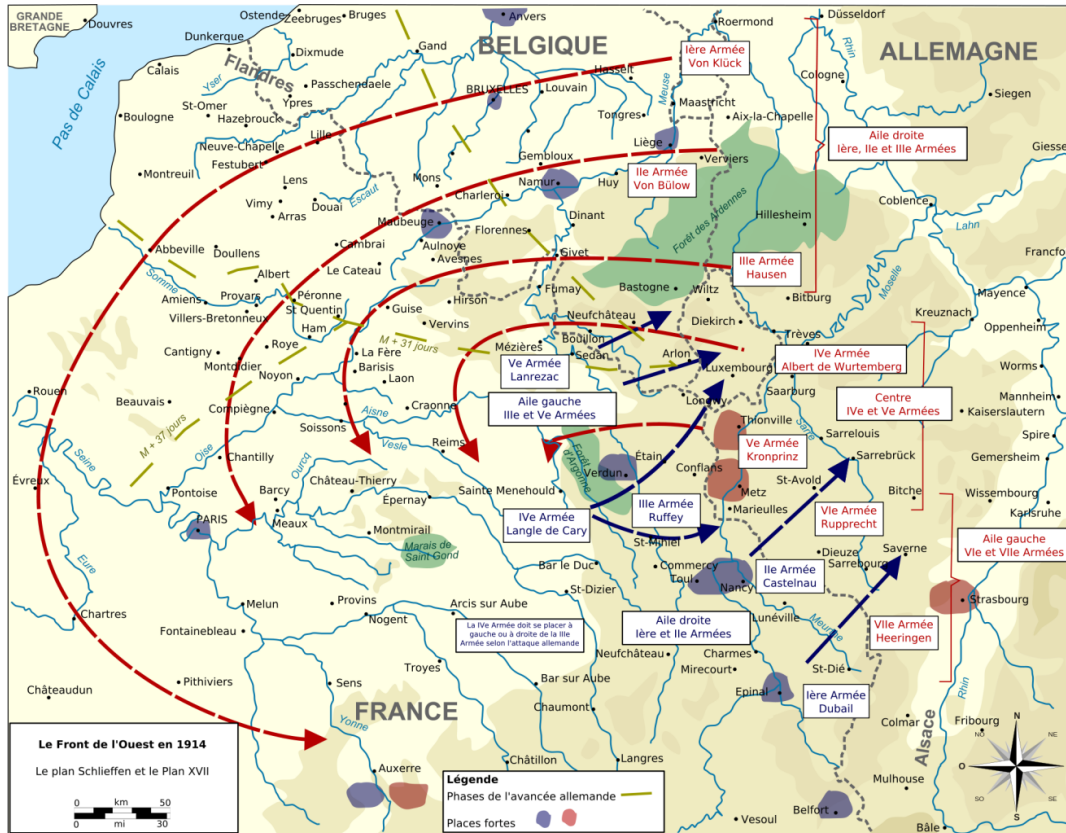 GRANDE
BRETAGNE
Douvres
Ostende
Zeebruges
Bruges
Anvers
Roermond
Düsseldorf
Dunkerque
Dixmude
Gand
BELGIQUE
Ière Armée
Von Klück
Rhin
ALLEMAGNE
Pas de Calais
Calais
Flandres
Yser
Passchendaele
Hasselt
Cologne
Siegen
St-Omer
Ypres
BRUXELLES
Louvain
Meuse
Maastricht
Boulogne
Hazebrouck
Tongres
Aix-la-Chapelle
Lille
Neuve-Chapelle
Festubert
Liège
Aile droite
Ière, IIe et IIIe Armées
Giesse
Montreuil
Gembloux
Verviers
Lens
Escaut
Mons
Namur
Huy
IIe Armée
Von Bülow
Vimy
Douai
Charleroi
Arras
Maubeuge
Dinant
Forêt des Ardennes
Hillesheim
Coblence
Florennes
Lahn
Abbeville
Doullens
Cambrai
Aulnoye
Avesnes
Givet
IIIe Armée
Hausen
Francfo
Le Cateau
Somme
Albert
Fumay
Bastogne
Wiltz
Bitburg
Moselle
Mayence
Amiens
Provars
Péronne
Hirson
Villers-Bretonneux
St Quentin
Guise
Neufchâteau
Diekirch
Kreuznach
Oppenheim
Ham
Vervins
Bouillon
Trèves
Cantigny
Roye
M + 31 jours
Mézières
Sedan
Arlon
IVe Armée
Albert de Wurtemberg
Montdidier
La Fère
Barisis
Ve Armée
Lanrezac
Luxembourg
Worms
Rouen
Noyon
Laon
Saarburg
Centre
IVe et Ve Armées
Mannheim
Beauvais
Compiègne
Aisne
Craonne
Aile gauche
IIIe et Ve Armées
Longwy
Kaiserslautern
M + 37 jours
Soissons
Thionville
Sarre
Vesle
Reims
Sarrelouis
Spire
Seine
Oise
Chantilly
Ourcq
Forêt
d'Argonne
Étain
Ve Armée
Kronprinz
Sarrebrück
Gemersheim
Évreux
Pontoise
Barcy
Château-Thierry
Verdun
Conflans
St-Avold
Épernay
Sainte Menehould
Metz
Bitche
Wissembourg
PARIS
Meaux
IVe Armée
Langle de Cary
IIIe Armée
Ruffey
Marieulles
VIe Armée
Rupprecht
Karlsruhe
Montmirail
Marais de
Saint Gond
St-Mihiel
Aile gauche
VIe et VIIe Armées
Eure
Bar le Duc
Commercy
IIe Armée
Castelnau
Dieuze
Saverne
Toul
Nancy
Sarrebourg
St-Dizier
Strasbourg
Melun
Provins
Arcis sur Aube
Chartres
Nogent
Aile droite
Ière et IIe Armées
Lunéville
Meurthe
VIIe Armée
Heeringen
Fontainebleau
La IVe Armée doit se placer à
gauche ou à droite de la IIIe
Armée selon l'attaque allemande
Neufchâteau
Charmes
Troyes
Mirecourt
St-Dié
Pithiviers
Sens
Bar sur Aube
Rhin
Châteaudun
Epinal
Ière Armée
Dubail
FRANCE
Chaumont
Yonne
Colmar
Fribourg
Alsace
Le Front de l'Ouest en 1914
Le plan Schlieffen et le Plan XVII
0 km 50
0 mi 30
Auxerre
Châtillon
Langres
Mulhouse
Légende
Phases de l'avancée allemande
Places fortes
Vesoul
Belfort
Bâle
N
NO
NE
O
E
SO
SE
S